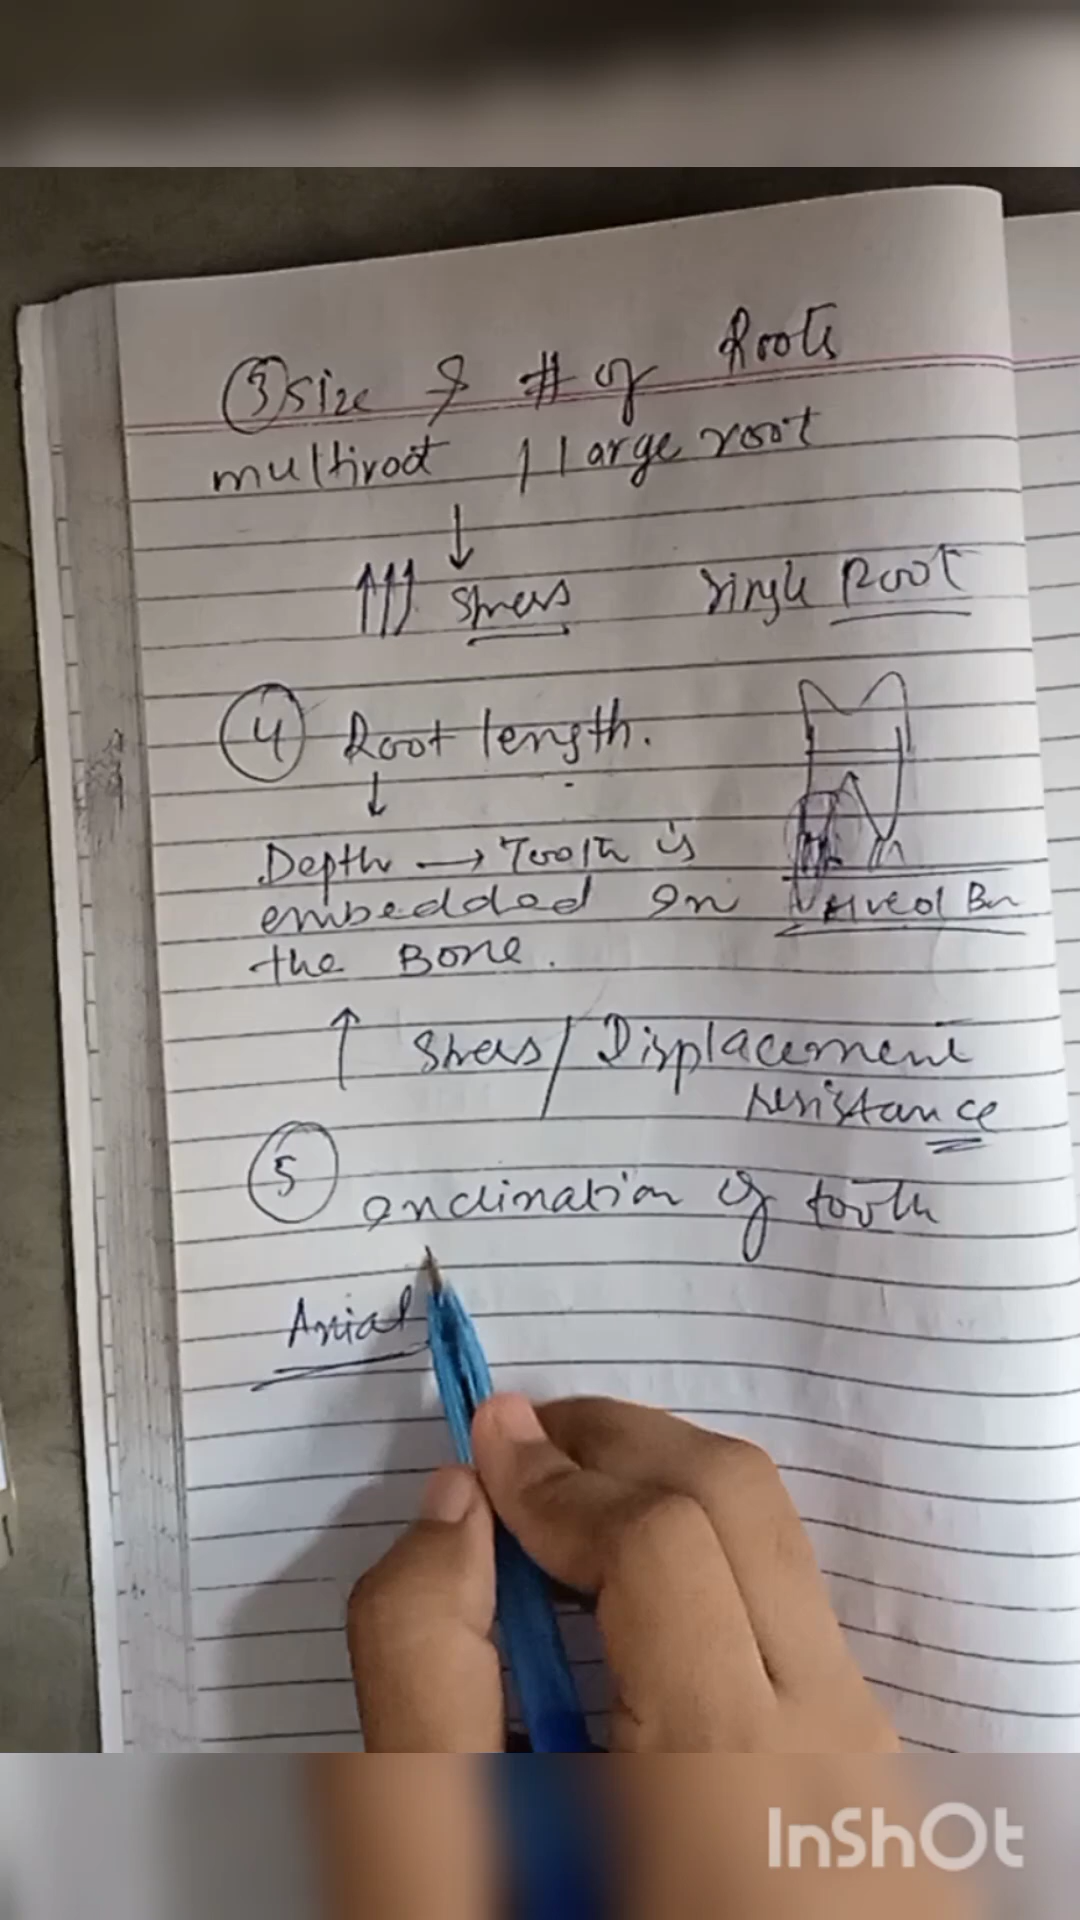 ③ size & # of Roots
multiroot / large root
↓
↑↑↑ stress single Root
④ Root length.
↓
Depth → Tooth is
embedded in Alveol Bn
the Bone.
↑ Stress / Displacement
resistance
⑤ inclination of tooth
Axial
InShOt